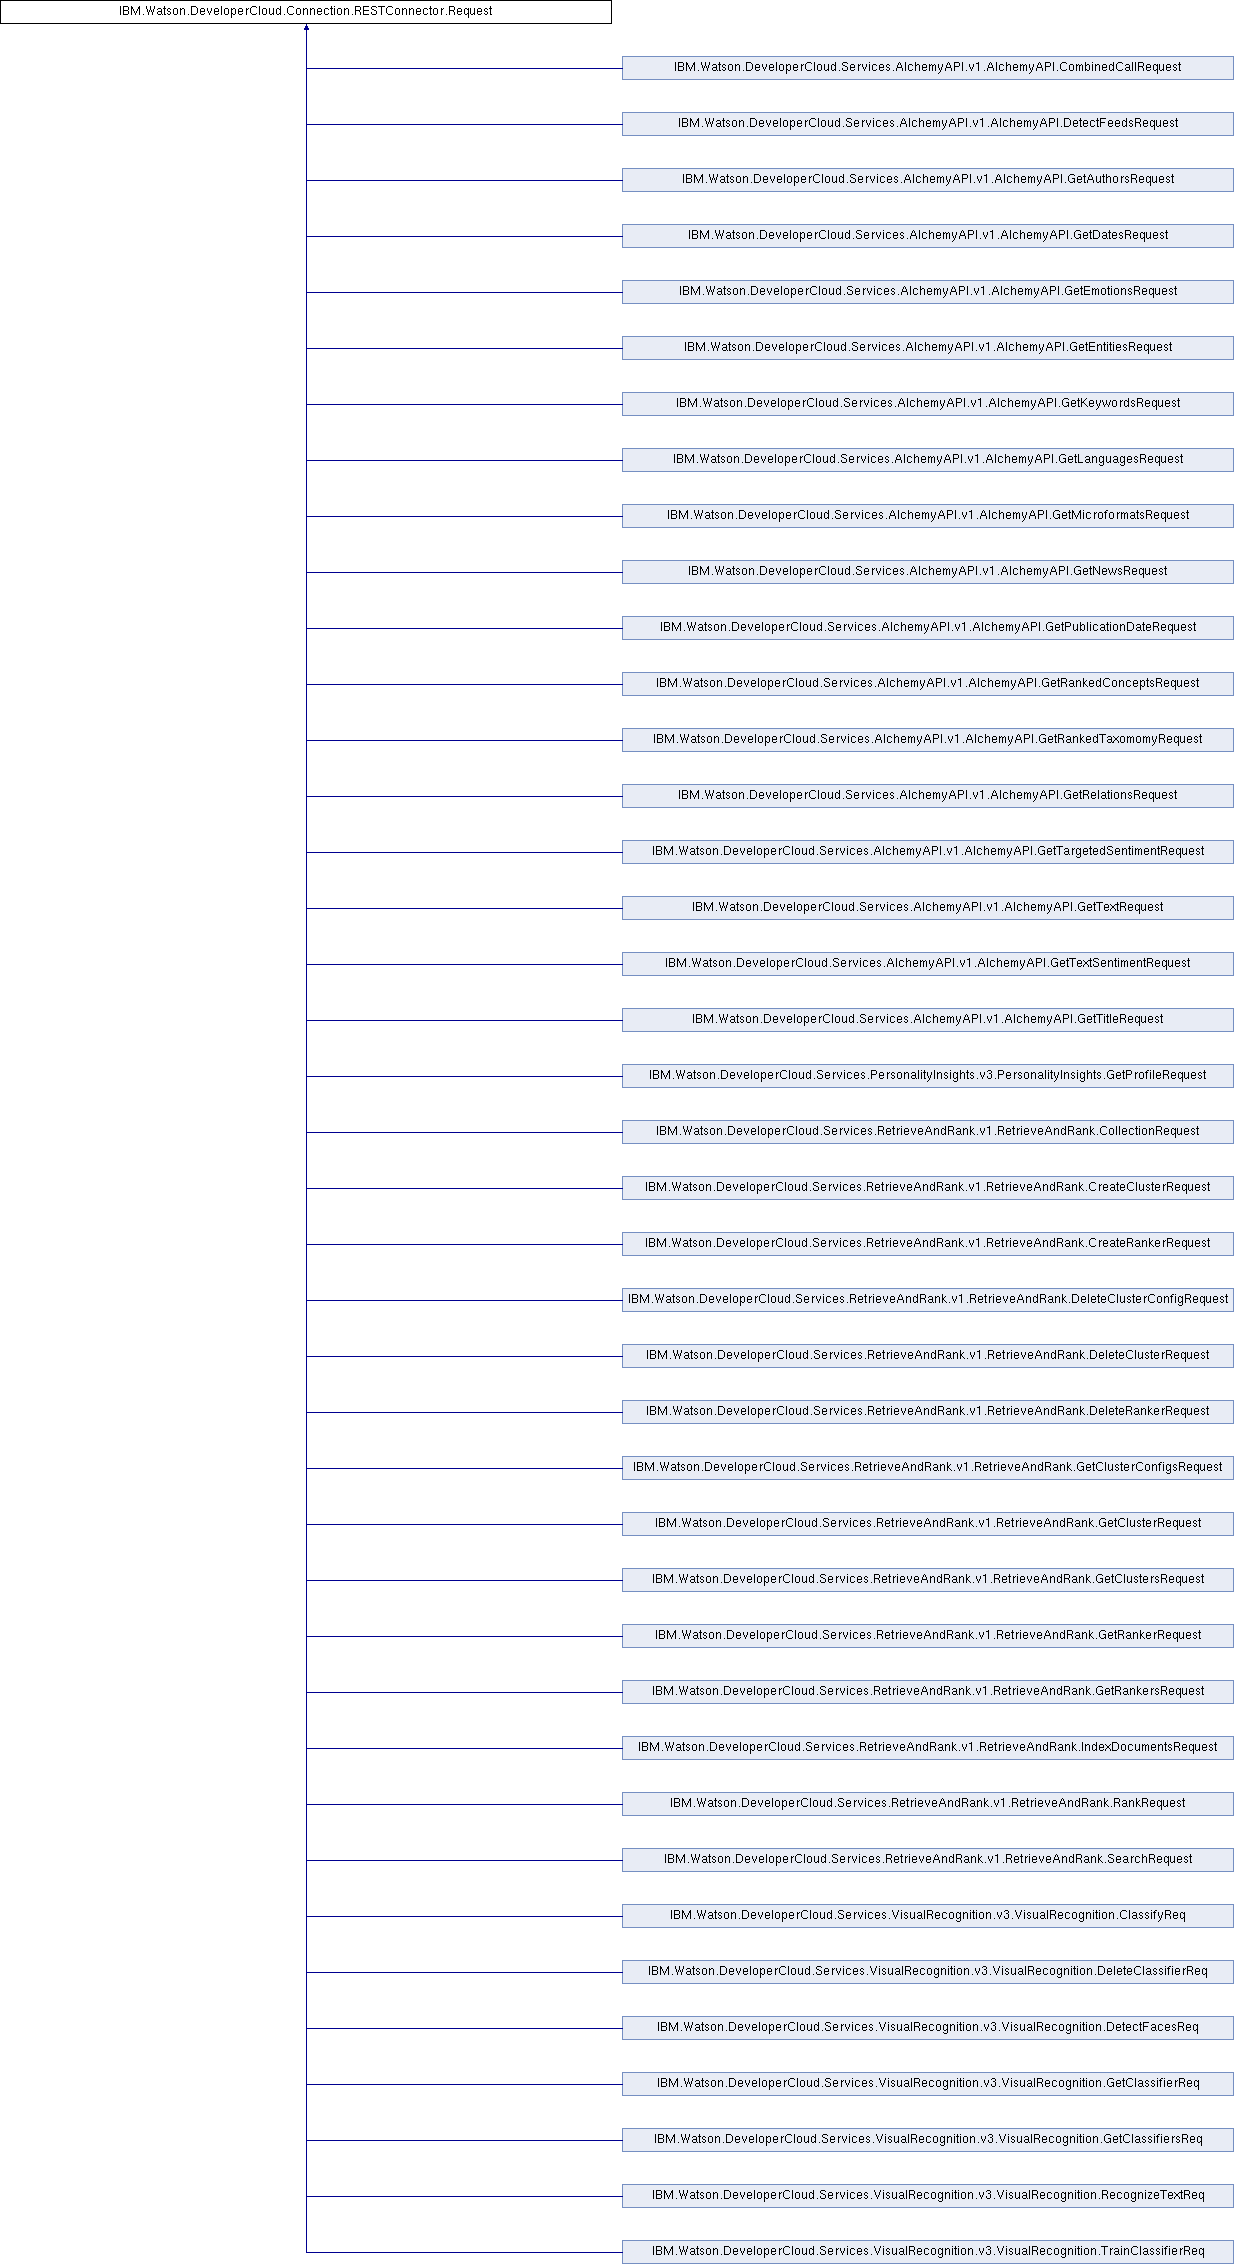 IBM.Watson.DeveloperCloud.Connection.RESTConnector.Request
IBM.Watson.DeveloperCloud.Services.AlchemyAPI.v1.AlchemyAPI.CombinedCallRequest
IBM.Watson.DeveloperCloud.Services.AlchemyAPI.v1.AlchemyAPI.DetectFeedsRequest
IBM.Watson.DeveloperCloud.Services.AlchemyAPI.v1.AlchemyAPI.GetAuthorsRequest
IBM.Watson.DeveloperCloud.Services.AlchemyAPI.v1.AlchemyAPI.GetDatesRequest
IBM.Watson.DeveloperCloud.Services.AlchemyAPI.v1.AlchemyAPI.GetEmotionsRequest
IBM.Watson.DeveloperCloud.Services.AlchemyAPI.v1.AlchemyAPI.GetEntitiesRequest
IBM.Watson.DeveloperCloud.Services.AlchemyAPI.v1.AlchemyAPI.GetKeywordsRequest
IBM.Watson.DeveloperCloud.Services.AlchemyAPI.v1.AlchemyAPI.GetLanguagesRequest
IBM.Watson.DeveloperCloud.Services.AlchemyAPI.v1.AlchemyAPI.GetMicroformatsRequest
IBM.Watson.DeveloperCloud.Services.AlchemyAPI.v1.AlchemyAPI.GetNewsRequest
IBM.Watson.DeveloperCloud.Services.AlchemyAPI.v1.AlchemyAPI.GetPublicationDateRequest
IBM.Watson.DeveloperCloud.Services.AlchemyAPI.v1.AlchemyAPI.GetRankedConceptsRequest
IBM.Watson.DeveloperCloud.Services.AlchemyAPI.v1.AlchemyAPI.GetRankedTaxomomyRequest
IBM.Watson.DeveloperCloud.Services.AlchemyAPI.v1.AlchemyAPI.GetRelationsRequest
IBM.Watson.DeveloperCloud.Services.AlchemyAPI.v1.AlchemyAPI.GetTargetedSentimentRequest
IBM.Watson.DeveloperCloud.Services.AlchemyAPI.v1.AlchemyAPI.GetTextRequest
IBM.Watson.DeveloperCloud.Services.AlchemyAPI.v1.AlchemyAPI.GetTextSentimentRequest
IBM.Watson.DeveloperCloud.Services.AlchemyAPI.v1.AlchemyAPI.GetTitleRequest
IBM.Watson.DeveloperCloud.Services.PersonalityInsights.v3.PersonalityInsights.GetProfileRequest
IBM.Watson.DeveloperCloud.Services.RetrieveAndRank.v1.RetrieveAndRank.CollectionRequest
IBM.Watson.DeveloperCloud.Services.RetrieveAndRank.v1.RetrieveAndRank.CreateClusterRequest
IBM.Watson.DeveloperCloud.Services.RetrieveAndRank.v1.RetrieveAndRank.CreateRankerRequest
IBM.Watson.DeveloperCloud.Services.RetrieveAndRank.v1.RetrieveAndRank.DeleteClusterConfigRequest
IBM.Watson.DeveloperCloud.Services.RetrieveAndRank.v1.RetrieveAndRank.DeleteClusterRequest
IBM.Watson.DeveloperCloud.Services.RetrieveAndRank.v1.RetrieveAndRank.DeleteRankerRequest
IBM.Watson.DeveloperCloud.Services.RetrieveAndRank.v1.RetrieveAndRank.GetClusterConfigsRequest
IBM.Watson.DeveloperCloud.Services.RetrieveAndRank.v1.RetrieveAndRank.GetClusterRequest
IBM.Watson.DeveloperCloud.Services.RetrieveAndRank.v1.RetrieveAndRank.GetClustersRequest
IBM.Watson.DeveloperCloud.Services.RetrieveAndRank.v1.RetrieveAndRank.GetRankerRequest
IBM.Watson.DeveloperCloud.Services.RetrieveAndRank.v1.RetrieveAndRank.GetRankersRequest
IBM.Watson.DeveloperCloud.Services.RetrieveAndRank.v1.RetrieveAndRank.IndexDocumentsRequest
IBM.Watson.DeveloperCloud.Services.RetrieveAndRank.v1.RetrieveAndRank.RankRequest
IBM.Watson.DeveloperCloud.Services.RetrieveAndRank.v1.RetrieveAndRank.SearchRequest
IBM.Watson.DeveloperCloud.Services.VisualRecognition.v3.VisualRecognition.ClassifyReq
IBM.Watson.DeveloperCloud.Services.VisualRecognition.v3.VisualRecognition.DeleteClassifierReq
IBM.Watson.DeveloperCloud.Services.VisualRecognition.v3.VisualRecognition.DetectFacesReq
IBM.Watson.DeveloperCloud.Services.VisualRecognition.v3.VisualRecognition.GetClassifierReq
IBM.Watson.DeveloperCloud.Services.VisualRecognition.v3.VisualRecognition.GetClassifiersReq
IBM.Watson.DeveloperCloud.Services.VisualRecognition.v3.VisualRecognition.RecognizeTextReq
IBM.Watson.DeveloperCloud.Services.VisualRecognition.v3.VisualRecognition.TrainClassifierReq